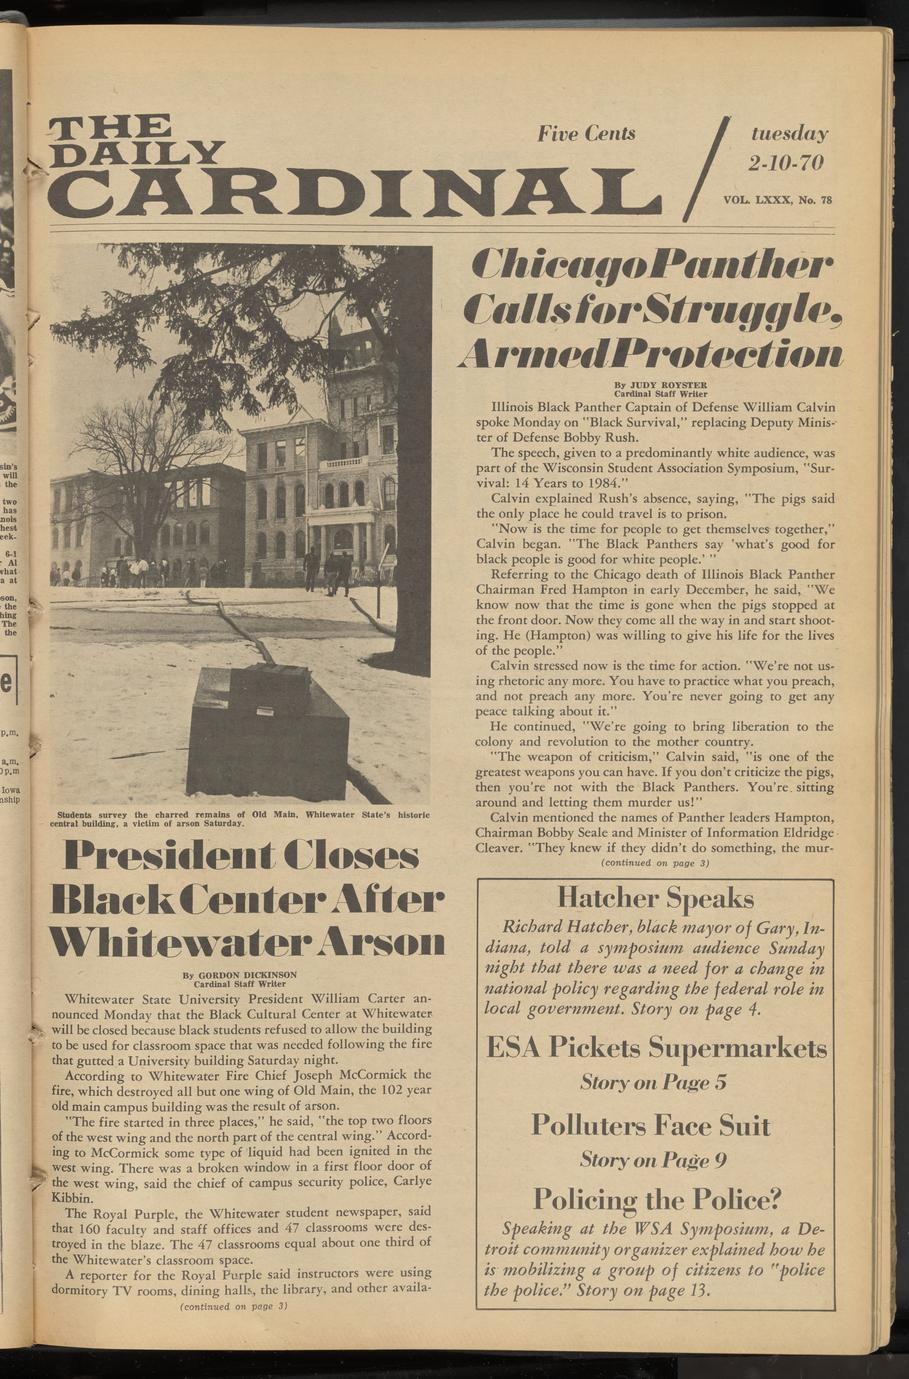 THE
DAILY
CARDINAL
Five Cents
tuesday
2-10-70
VOL. LXXX, No. 78
Students survey the charred remains of Old Main, Whitewater State's historic
central building, a victim of arson Saturday.
President Closes
Black Center After
Whitewater Arson
By GORDON DICKINSON
Cardinal Staff Writer
Whitewater State University President William Carter an-
nounced Monday that the Black Cultural Center at Whitewater
will be closed because black students refused to allow the building
to be used for classroom space that was needed following the fire
that gutted a University building Saturday night.
According to Whitewater Fire Chief Joseph McCormick the
fire, which destroyed all but one wing of Old Main, the 102 year
old main campus building was the result of arson.
"The fire started in three places," he said, "the top two floors
of the west wing and the north part of the central wing." Accord-
ing to McCormick some type of liquid had been ignited in the
west wing. There was a broken window in a first floor door of
the west wing, said the chief of campus security police, Carlye
Kibbin.
The Royal Purple, the Whitewater student newspaper, said
that 160 faculty and staff offices and 47 classrooms were des-
troyed in the blaze. The 47 classrooms equal about one third of
the Whitewater's classroom space.
A reporter for the Royal Purple said instructors were using
dormitory TV rooms, dining halls, the library, and other availa-
(continued on page 3)
Chicago Panther
Calls for Struggle,
Armed Protection
By JUDY ROYSTER
Cardinal Staff Writer
Illinois Black Panther Captain of Defense William Calvin
spoke Monday on "Black Survival," replacing Deputy Minis-
ter of Defense Bobby Rush.
The speech, given to a predominantly white audience, was
part of the Wisconsin Student Association Symposium, "Sur-
vival: 14 Years to 1984."
Calvin explained Rush's absence, saying, "The pigs said
the only place he could travel is to prison.
"Now is the time for people to get themselves together,"
Calvin began. "The Black Panthers say 'what's good for
black people is good for white people.' "
Referring to the Chicago death of Illinois Black Panther
Chairman Fred Hampton in early December, he said, "We
know now that the time is gone when the pigs stopped at
the front door. Now they come all the way in and start shoot-
ing. He (Hampton) was willing to give his life for the lives
of the people."
Calvin stressed now is the time for action. "We're not us-
ing rhetoric any more. You have to practice what you preach,
and not preach any more. You're never going to get any
peace talking about it."
He continued, "We're going to bring liberation to the
colony and revolution to the mother country.
"The weapon of criticism," Calvin said, "is one of the
greatest weapons you can have. If you don't criticize the pigs,
then you're not with the Black Panthers. You're sitting
around and letting them murder us!"
Calvin mentioned the names of Panther leaders Hampton,
Chairman Bobby Seale and Minister of Information Eldridge
Cleaver. "They knew if they didn't do something, the mur-
(continued on page 3)
Hatcher Speaks
Richard Hatcher, black mayor of Gary, In-
diana, told a symposium audience Sunday
night that there was a need for a change in
national policy regarding the federal role in
local government. Story on page 4.
ESA Pickets Supermarkets
Story on Page 5
Polluters Face Suit
Story on Page 9
Policing the Police?
Speaking at the WSA Symposium, a De-
troit community organizer explained how he
is mobilizing a group of citizens to "police
the police." Story on page 13.